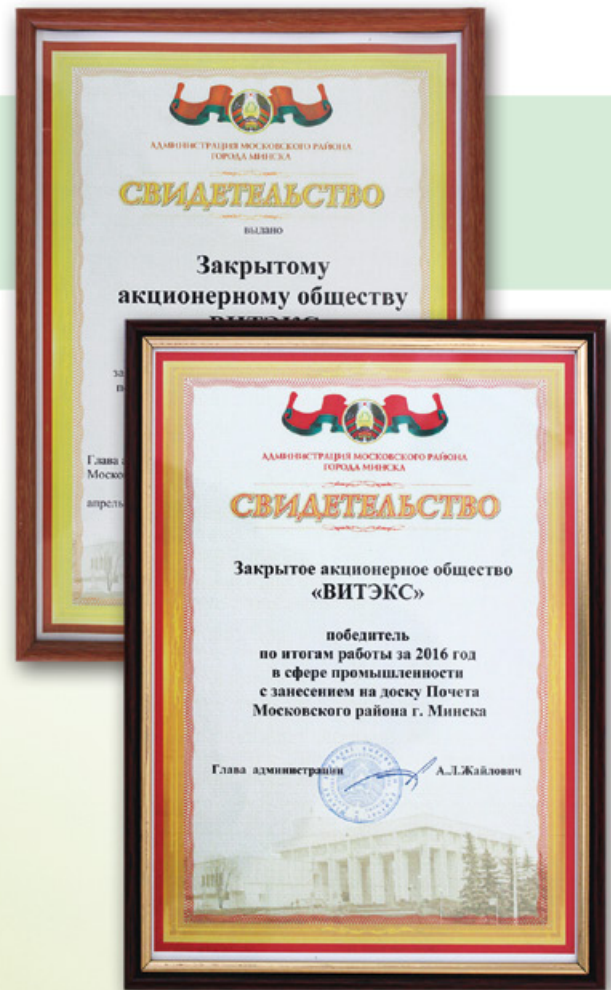 АДМИНИСТРАЦИЯ МОСКОВСКОГО РАЙОНА
ГОРОДА МИНСКА
СВИДЕТЕЛЬСТВО
выдано
Закрытому
акционерному обществу
за
Глава
Моско
апрель
АДМИНИСТРАЦИЯ МОСКОВСКОГО РАЙОНА
ГОРОДА МИНСКА
СВИДЕТЕЛЬСТВО
Закрытое акционерное общество
«ВИТЭКС»
победитель
по итогам работы за 2016 год
в сфере промышленности
с занесением на доску Почета
Московского района г. Минска
Глава администрации А.Л.Жайлович